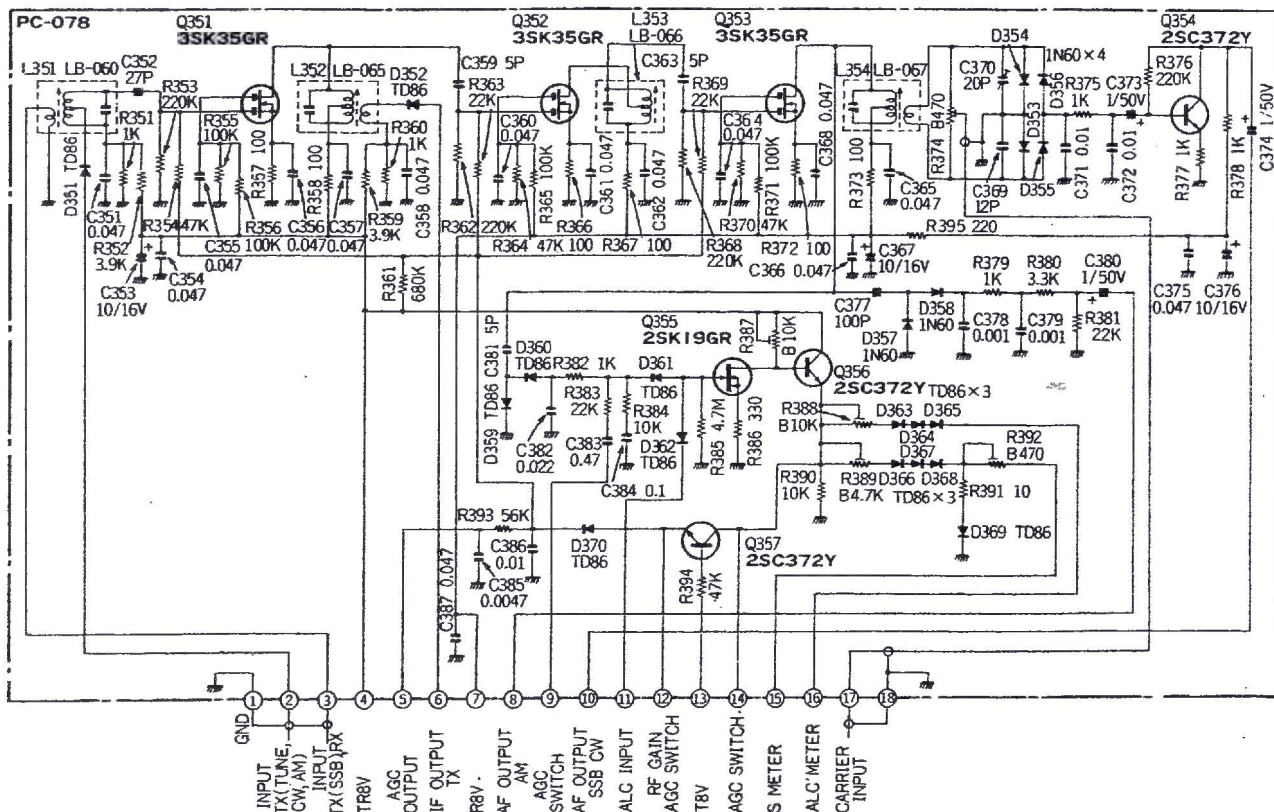 PC-078
Q351
3SK35GR
Q352
3SK35GR
L353
LB-066
Q353
3SK35GR
Q354
2SC372Y
L351 LB-060
C352
27P
R353
220K
R351
1K
R355
100K
R357 100
L352 LB-065
D352
TD86
R360
1K
C359 5P
R363
22K
C360
0.047
C363 5P
R369
22K
C364
0.047
C368 0.047
L354 LB-067
R374 B470
C370
20P
D354
1N60×4
D356
D353
R375
1K
C373
1/50V
R376
220K
C374 1/50V
D351 TD86
C351
0.047
R352
3.9K
C353
10/16V
R354 47K
C354
0.047
C355
0.047
R356
100K
C356
0.047
R358 100
C357
0.047
R359
3.9K
C358 0.047
R361
680K
R362 220K
R364
47K
R365 100K
R366
100
C361 0.047
R367
100
C362 0.047
R368
220K
R370
47K
R371 100K
R372 100
R373 100
C365
0.047
C369
12P
D355
C371 0.01
C372 0.01
R377 1K
R378 1K
R395 220
C366 0.047
C367
10/16V
R379
1K
R380
3.3K
C380
1/50V
C375
0.047
C376
10/16V
C377
100P
D357
1N60
D358
1N60
C378
0.001
C379
0.001
R381
22K
C381 5P
D360
TD86
R382 1K
D361
TD86
Q355
2SK19GR
R387
B10K
Q356
2SC372Y
TD86×3
D359 TD86
C382
0.022
R383
22K
C383
0.47
R384
10K
C384 0.1
D362
TD86
R385 4.7M
R386 330
R388
B10K
D363 D365
D364
D367
R392
B470
R390
10K
R389
B4.7K
D366 D368
TD86×3
R391 10
D369 TD86
R393 56K
C386
0.01
C385
0.0047
D370
TD86
Q357
2SC372Y
R394
47K
C387 0.047
1 2 3 4 5 6 7 8 9 10 11 12 13 14 15 16 17 18
GND
INPUT
TX(TUNE,
CW, AM)
INPUT
TX(SSB),RX
TR8V
AGC
OUTPUT
IF OUTPUT
TX
R8V.
AF OUTPUT
AM
AGC
SWITCH
AF OUTPUT
SSB CW
ALC INPUT
RF GAIN
AGC SWITCH
T8V
AGC SWITCH.
S METER
ALC'METER
CARRIER
INPUT